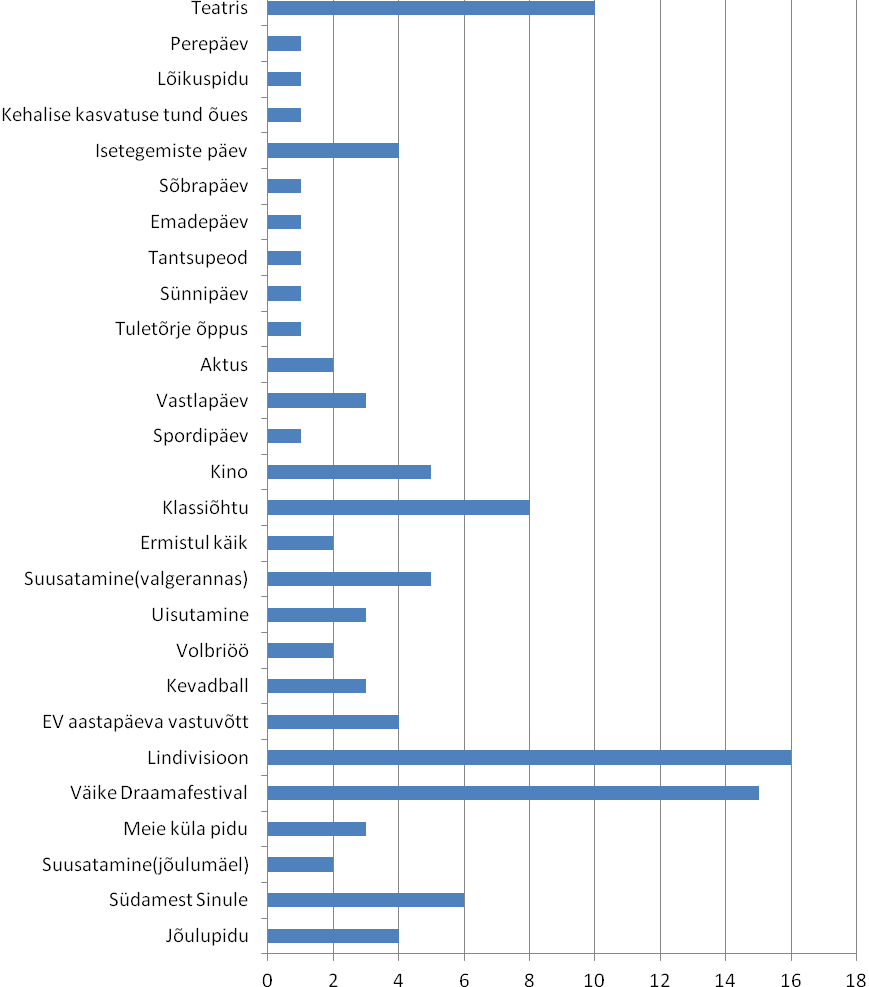 Teatris
Perepäev
Lõikuspidu
Kehalise kasvatuse tund õues
Isetegemiste päev
Sõbrapäev
Emadepäev
Tantsupeod
Sünnipäev
Tuletõrje õppus
Aktus
Vastlapäev
Spordipäev
Kino
Klassiõhtu
Ermistul käik
Suusatamine(valgerannas)
Uisutamine
Volbriöö
Kevadball
EV aastapäeva vastuvõtt
Lindivisioon
Väike Draamafestival
Meie küla pidu
Suusatamine(jõulumäel)
Südamest Sinule
Jõulupidu
0 2 4 6 8 10 12 14 16 18